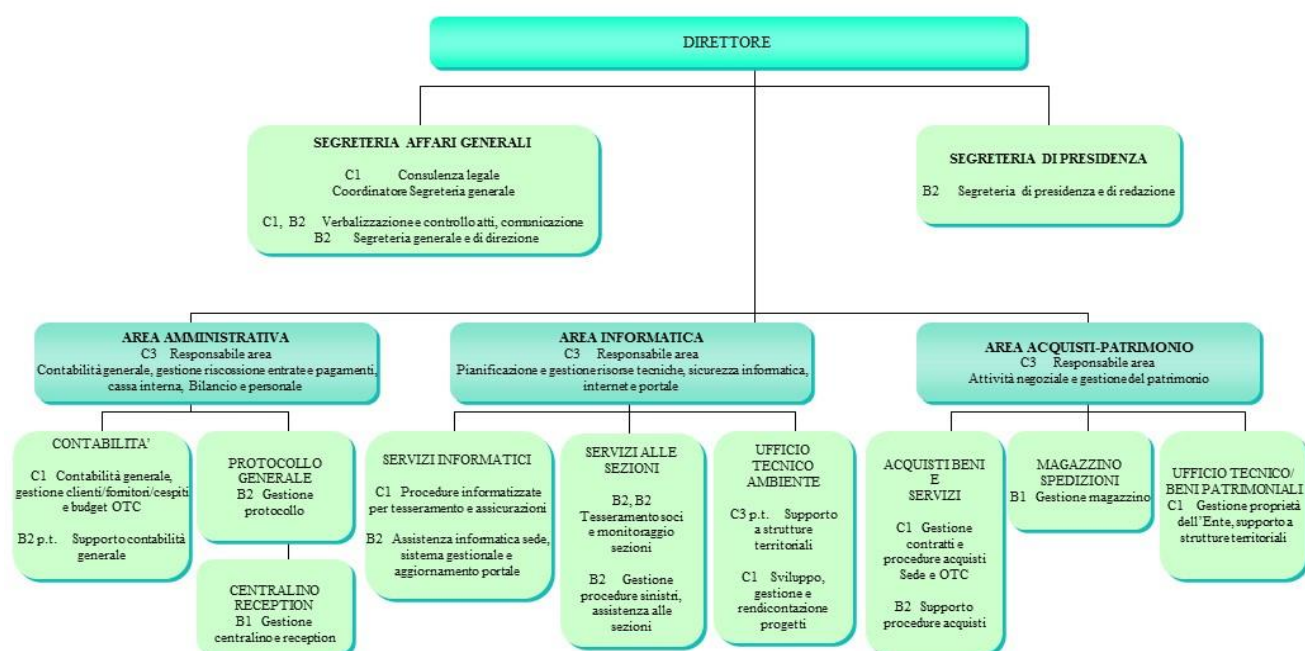 DIRETTORE
SEGRETERIA AFFARI GENERALI
C1 Consulenza legale
Coordinatore Segreteria generale
C1, B2 Verbalizzazione e controllo atti, comunicazione
B2 Segreteria generale e di direzione
SEGRETERIA DI PRESIDENZA
B2 Segreteria di presidenza e di redazione
AREA AMMINISTRATIVA
C3 Responsabile area
Contabilità generale, gestione riscossione entrate e pagamenti,
cassa interna, Bilancio e personale
AREA INFORMATICA
C3 Responsabile area
Pianificazione e gestione risorse tecniche, sicurezza informatica,
internet e portale
AREA ACQUISTI-PATRIMONIO
C3 Responsabile area
Attività negoziale e gestione del patrimonio
CONTABILITA'
C1 Contabilità generale,
gestione clienti/fornitori/cespiti
e budget OTC
B2 p.t. Supporto contabilità
generale
PROTOCOLLO
GENERALE
B2 Gestione
protocollo
CENTRALINO
RECEPTION
B1 Gestione
centralino e reception
SERVIZI INFORMATICI
C1 Procedure informatizzate
per tesseramento e assicurazioni
B2 Assistenza informatica sede,
sistema gestionale e
aggiornamento portale
SERVIZI ALLE
SEZIONI
B2, B2
Tesseramento soci
e monitoraggio
sezioni
B2 Gestione
procedure sinistri,
assistenza alle
sezioni
UFFICIO
TECNICO
AMBIENTE
C3 p.t. Supporto
a strutture
territoriali
C1 Sviluppo,
gestione e
rendicontazione
progetti
ACQUISTI BENI
E
SERVIZI
C1 Gestione
contratti e
procedure acquisti
Sede e OTC
B2 Supporto
procedure acquisti
MAGAZZINO
SPEDIZIONI
B1 Gestione magazzino
UFFICIO TECNICO/
BENI PATRIMONIALI
C1 Gestione proprietà
dell'Ente, supporto a
strutture territoriali